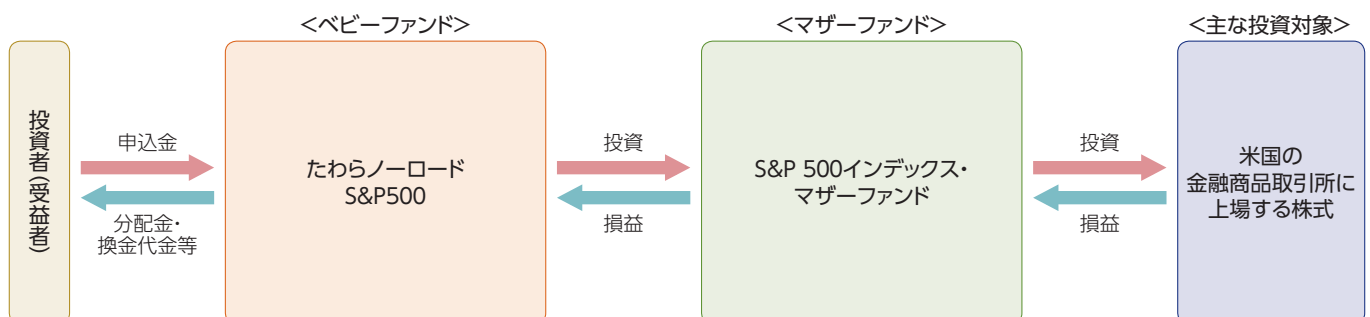 <ベビーファンド>
<マザーファンド>
<主な投資対象>
投資者(受益者)
申込金
分配金・
換金代金等
たわらノーロード
S&P500
投資
損益
S&P 500インデックス・
マザーファンド
投資
損益
米国の
金融商品取引所に
上場する株式